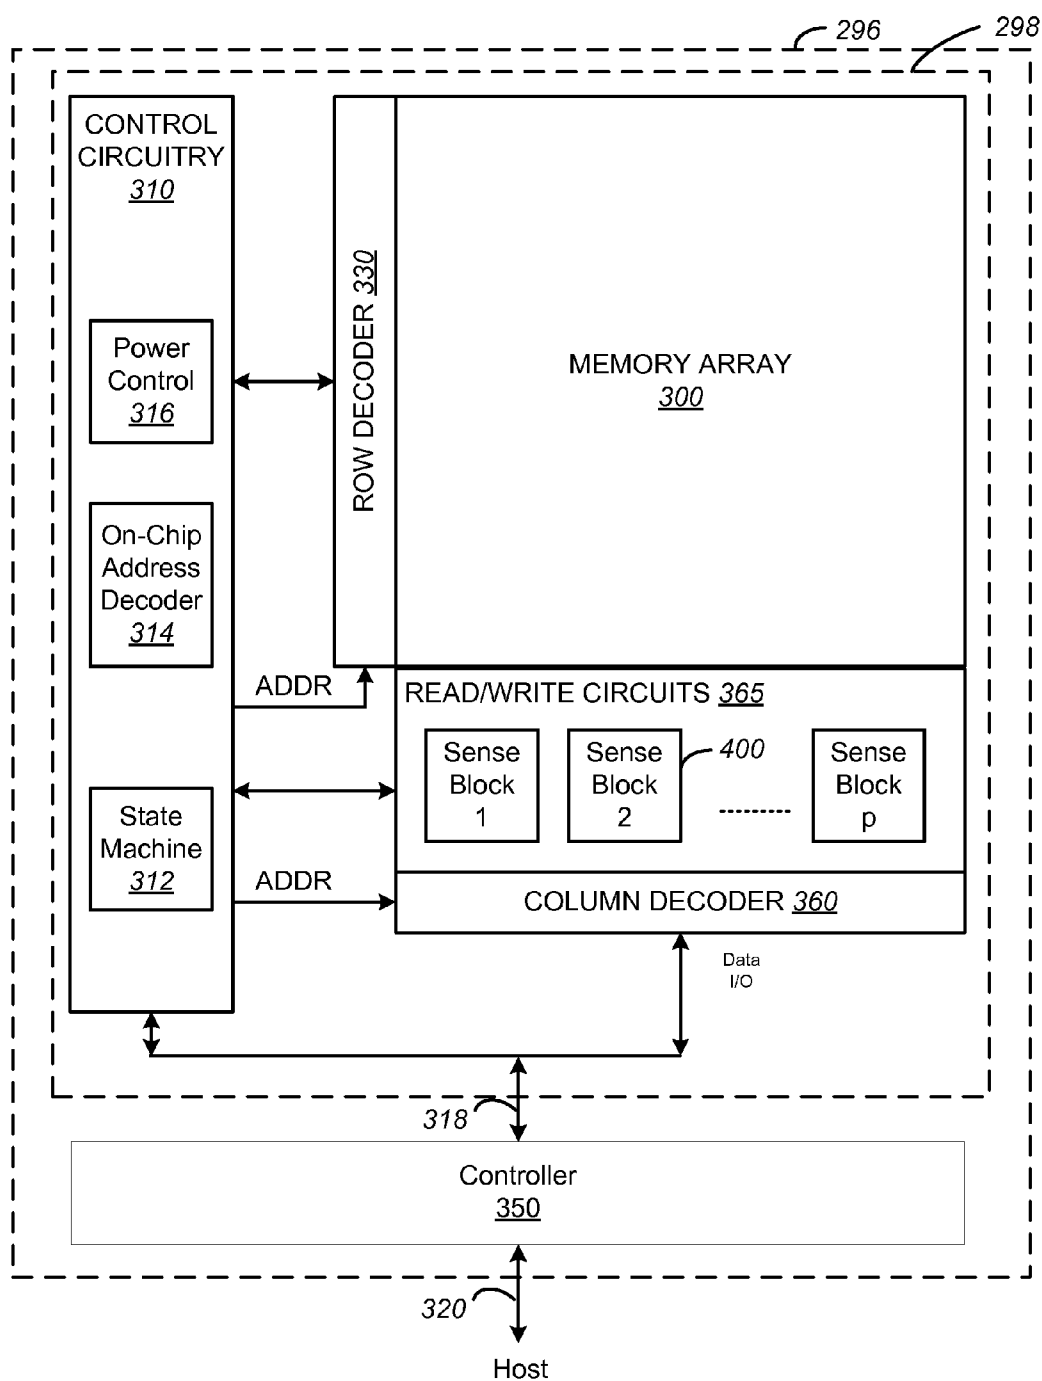 296
298
CONTROL
CIRCUITRY
310
Power
Control
316
On-Chip
Address
Decoder
314
State
Machine
312
ROW DECODER 330
MEMORY ARRAY
300
ADDR
READ/WRITE CIRCUITS 365
Sense
Block
1
Sense
Block
2
400
.........
Sense
Block
p
ADDR
COLUMN DECODER 360
Data
I/O
318
Controller
350
320
Host